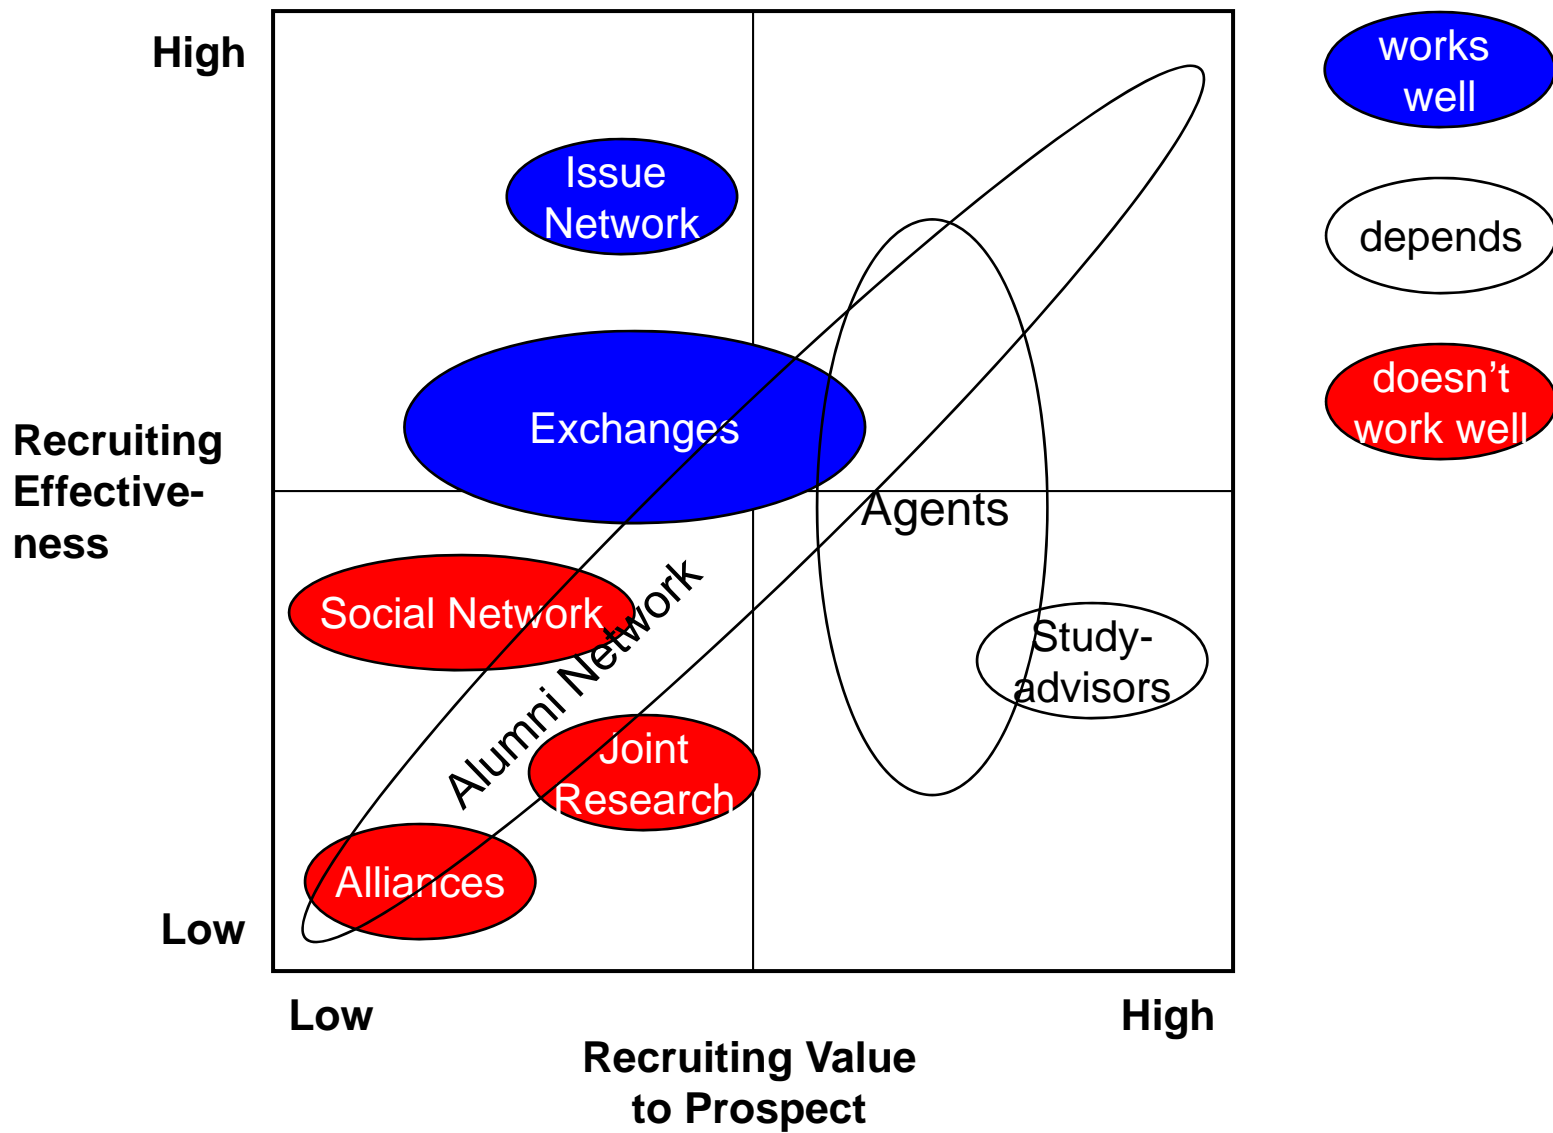 High
Issue
Network
Exchanges
Recruiting
Effective-
ness
Agents
Social Network
Alumni Network
Study-
advisors
Joint
Research
Alliances
Low
Low
High
Recruiting Value
to Prospect
works
well
depends
doesn't
work well